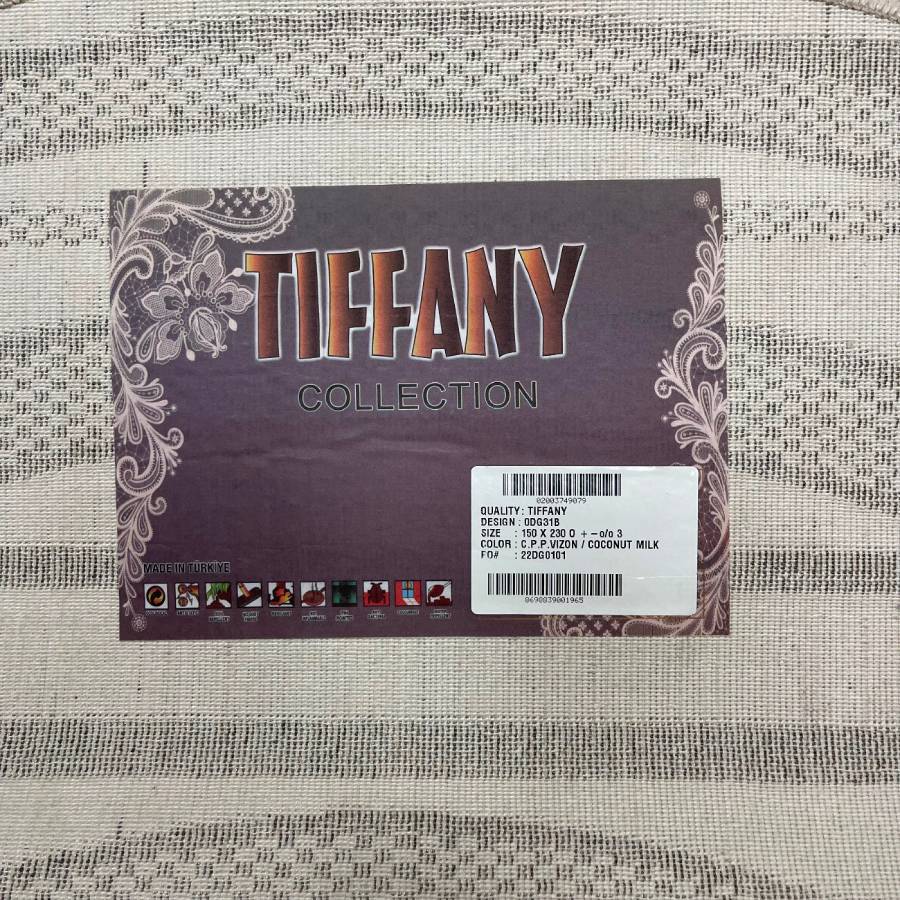 TIFFANY
COLLECTION
02003749079
QUALITY : TIFFANY
DESIGN : 0DG31B
SIZE : 150 X 230 O + - o/o 3
COLOR : C.P.P.VIZON / COCONUT MILK
FO# : 22DG0101
0690039001965
MADE IN TÜRKİYE